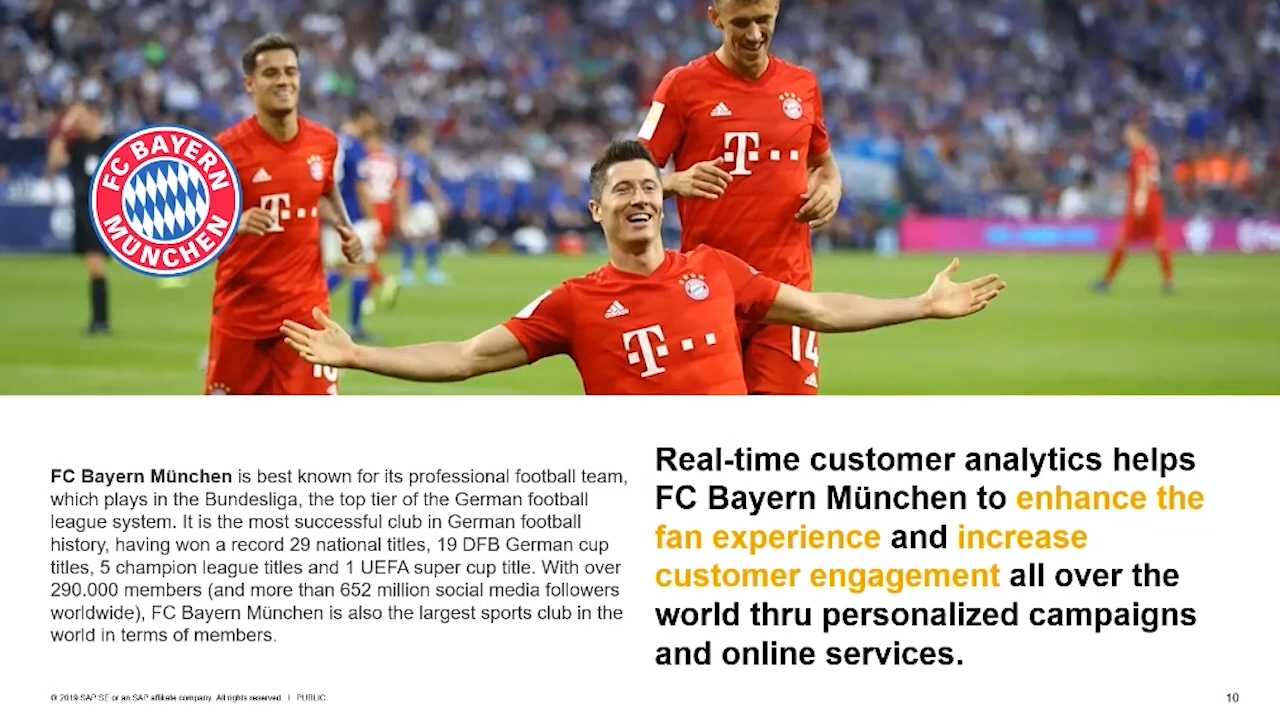 FC BAYERN
MÜNCHEN
T
T
T
14
FC Bayern München is best known for its professional football team,
which plays in the Bundesliga, the top tier of the German football
league system. It is the most successful club in German football
history, having won a record 29 national titles, 19 DFB German cup
titles, 5 champion league titles and 1 UEFA super cup title. With over
290.000 members (and more than 652 million social media followers
worldwide), FC Bayern München is also the largest sports club in the
world in terms of members.
Real-time customer analytics helps
FC Bayern München to enhance the
fan experience and increase
customer engagement all over the
world thru personalized campaigns
and online services.
© 2019 SAP SE or an SAP affiliate company. All rights reserved. I PUBLIC
10